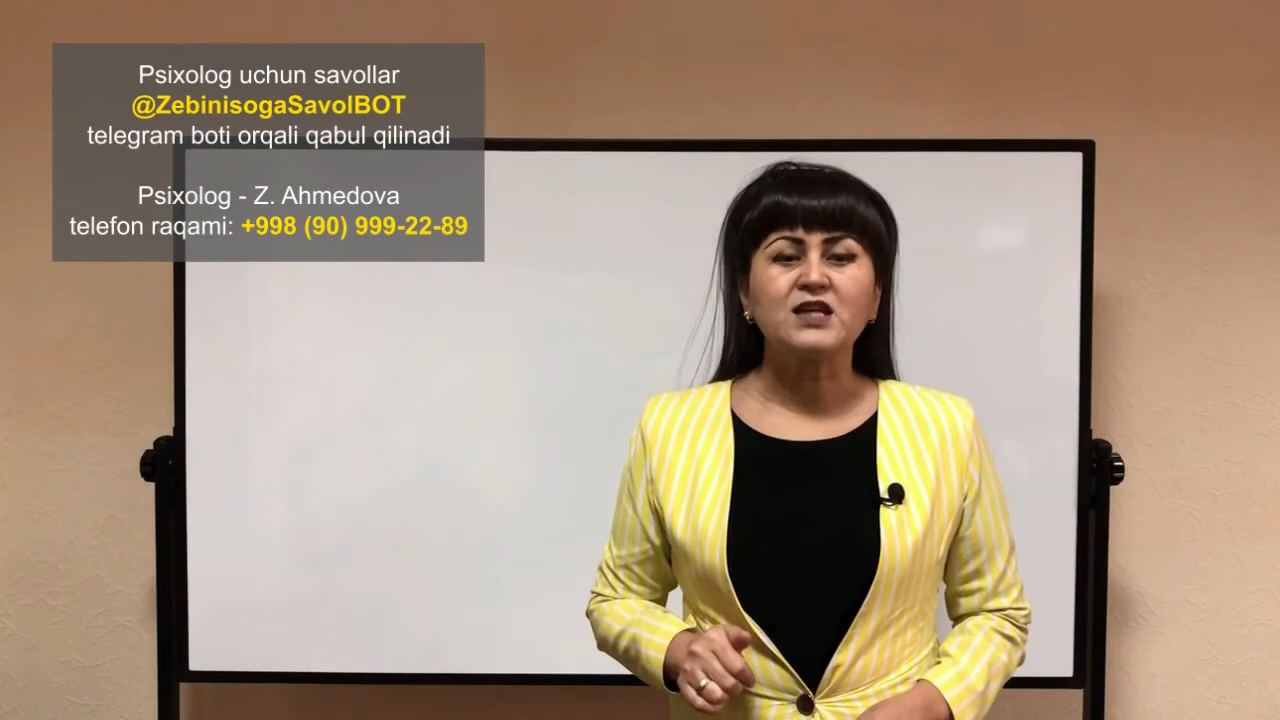 Psixolog uchun savollar
@ZebinisogaSavolBOT
telegram boti orqali qabul qilinadi
Psixolog - Z. Ahmedova
telefon raqami: +998 (90) 999-22-89